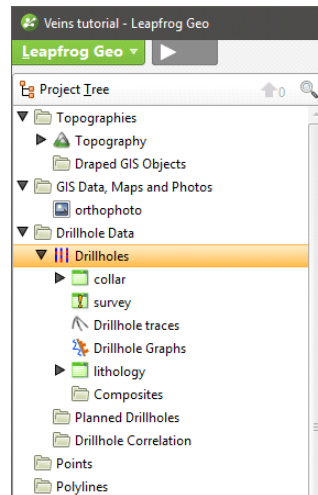 Veins tutorial - Leapfrog Geo
Leapfrog Geo
Project Tree 0
Topographies
Topography
Draped GIS Objects
GIS Data, Maps and Photos
orthophoto
Drillhole Data
Drillholes
collar
survey
Drillhole traces
Drillhole Graphs
lithology
Composites
Planned Drillholes
Drillhole Correlation
Points
Polylines